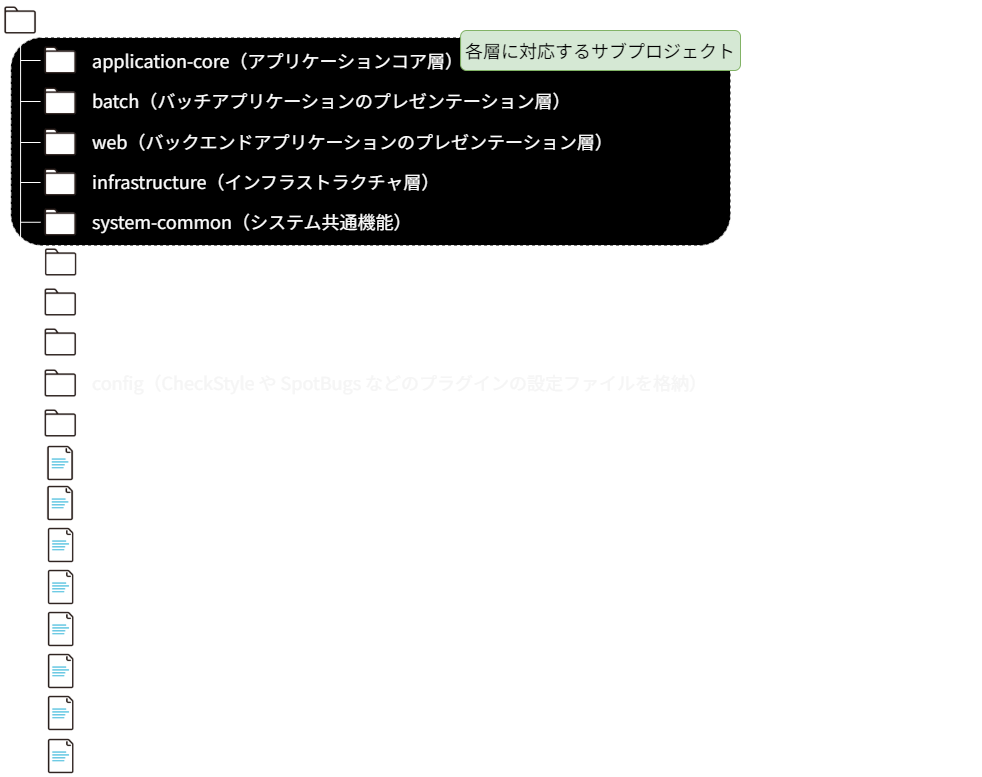 各層に対応するサブプロジェクト
application-core（アプリケーションコア層）
batch（バッチアプリケーションのプレゼンテーション層）
web（バックエンドアプリケーションのプレゼンテーション層）
infrastructure（インフラストラクチャ層）
system-common（システム共通機能）
config（CheckStyle や SpotBugs などのプラグインの設定ファイルを格納）